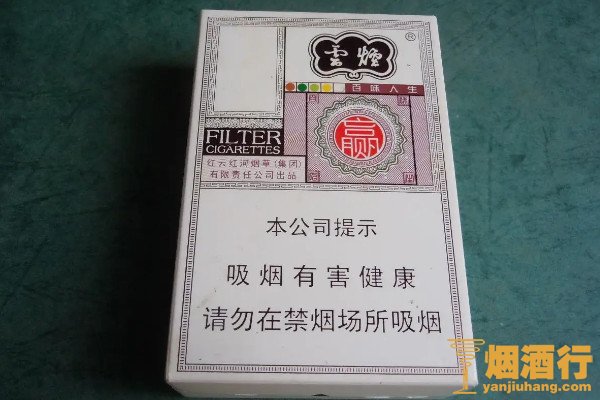 雲煙
®
百味人生
赢
FILTER
CIGARETTES
红云红河烟草(集团)
有限责任公司出品
本公司提示
吸烟有害健康
请勿在禁烟场所吸烟
烟酒行
yanjiuhang.com